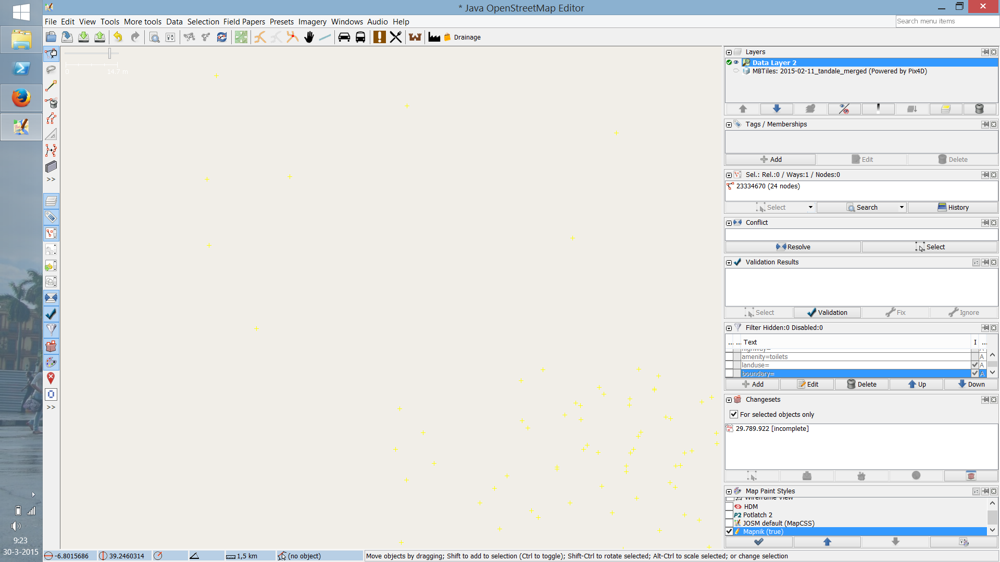 * Java OpenStreetMap Editor
File Edit View Tools More tools Data Selection Field Papers Presets Imagery Windows Audio Help
Search menu items
Drainage
0 14.7 m
Layers
Data Layer 2
MBTiles: 2015-02-11_tandale_merged (Powered by Pix4D)
Tags / Memberships
Add Edit Delete
Sel.: Rel.:0 / Ways:1 / Nodes:0
23334670 (24 nodes)
Select Search History
Conflict
Resolve Select
Validation Results
Select Validation Fix Ignore
Filter Hidden:0 Disabled:0
... ... Text I ...
highway=
amenity=toilets A
landuse= A
boundary= A
Add Edit Delete Up Down
Changesets
For selected objects only
29.789.922 [incomplete]
Map Paint Styles
Wireframe View
HDM
P2 Potlatch 2
JOSM default (MapCSS)
Mapnik (true)
>>
>>
9:23
30-3-2015
-6.8015686 39.2460314 1,5 km (no object) Move objects by dragging; Shift to add to selection (Ctrl to toggle); Shift-Ctrl to rotate selected; Alt-Ctrl to scale selected; or change selection